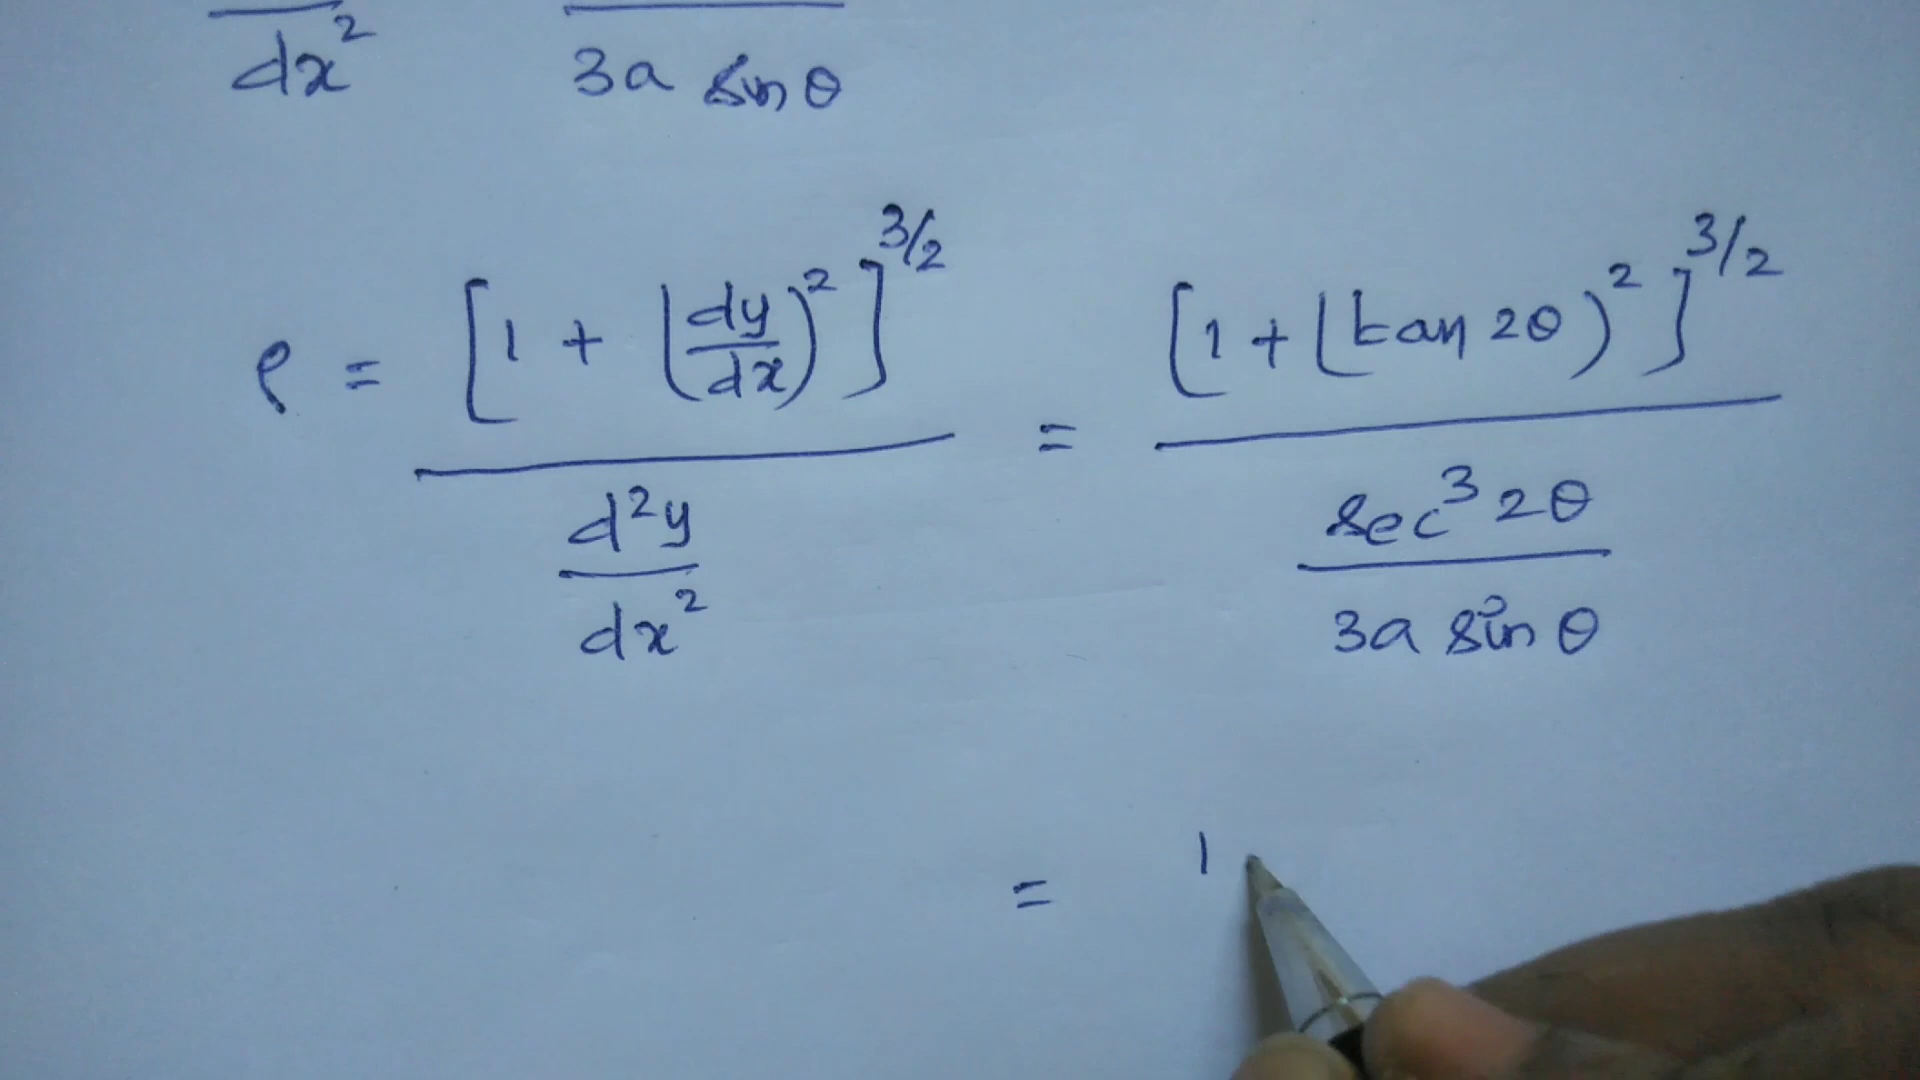 dx² 3a sin θ
ρ = [1 + (dy/dx)²]^3/2 / d²y/dx² = [1 + (tan 2θ)²]^3/2 / sec³ 2θ / 3a sin θ
= 1